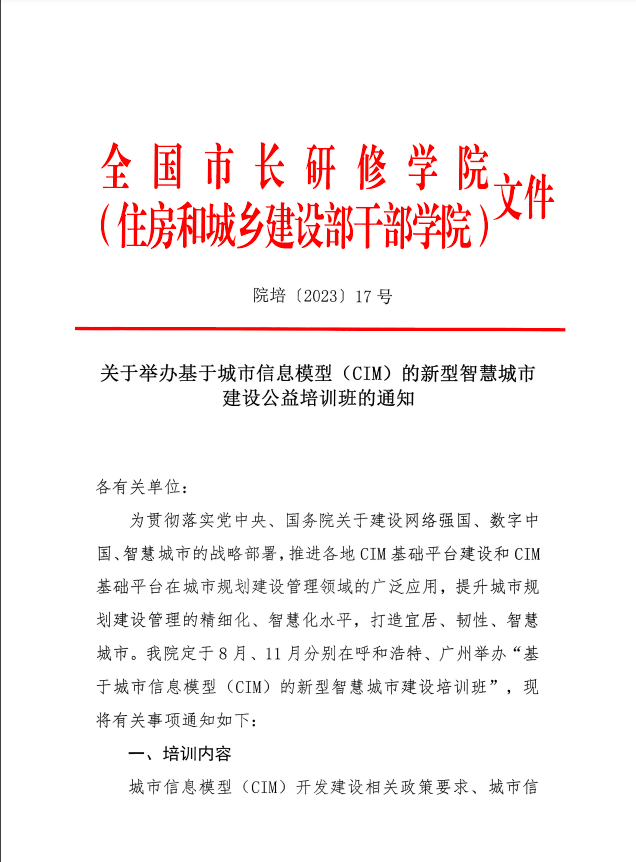 全国市长研修学院
（住房和城乡建设部干部学院）文件
院培〔2023〕17 号
关于举办基于城市信息模型（CIM）的新型智慧城市
建设公益培训班的通知
各有关单位：
为贯彻落实党中央、国务院关于建设网络强国、数字中
国、智慧城市的战略部署，推进各地 CIM 基础平台建设和 CIM
基础平台在城市规划建设管理领域的广泛应用，提升城市规
划建设管理的精细化、智慧化水平，打造宜居、韧性、智慧
城市。我院定于 8 月、11 月分别在呼和浩特、广州举办“基
于城市信息模型（CIM）的新型智慧城市建设培训班”，现
将有关事项通知如下：
一、培训内容
城市信息模型（CIM）开发建设相关政策要求、城市信